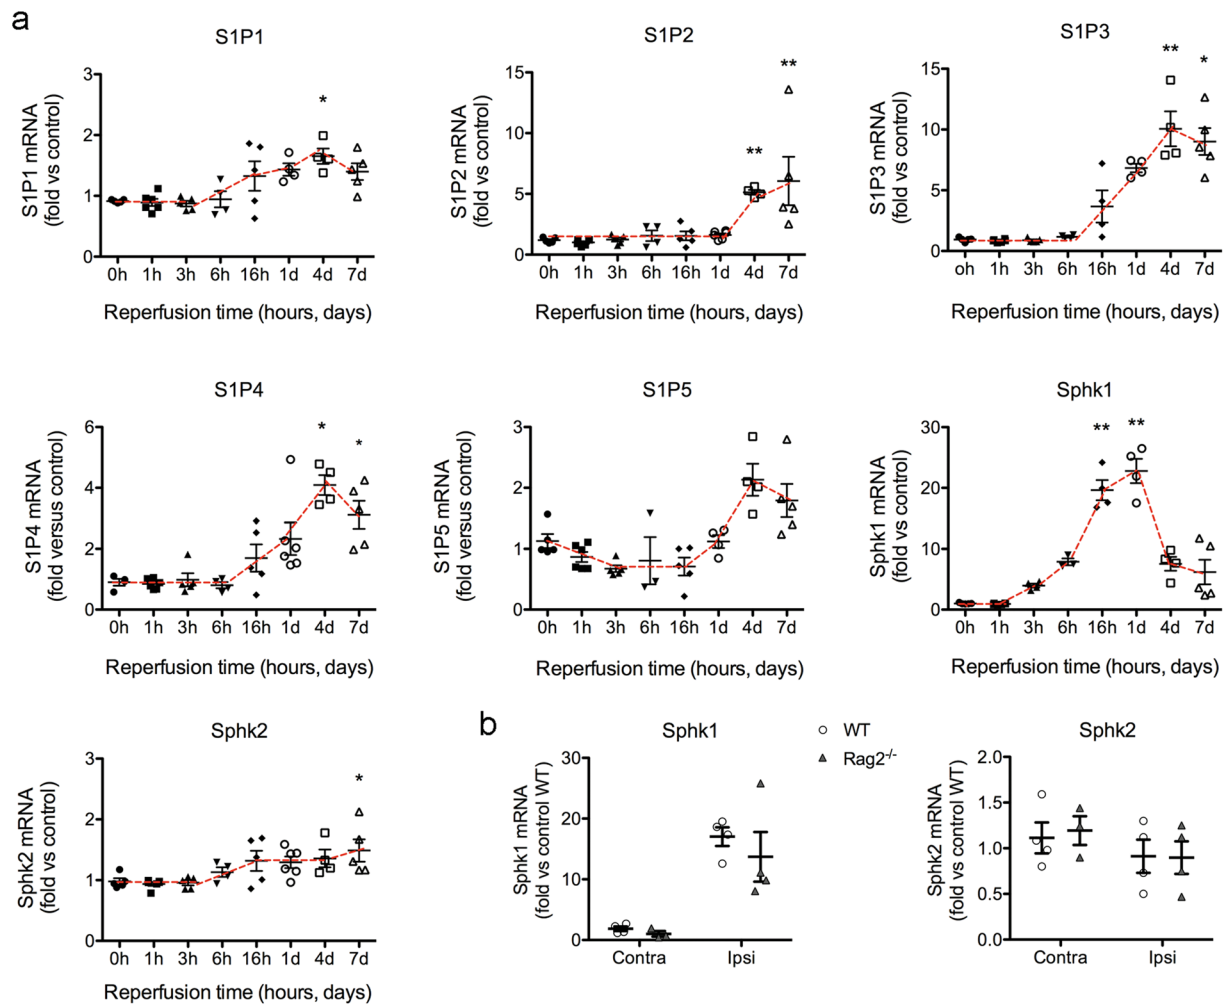 a
S1P1
S1P1 mRNA
(fold vs control)
3
2
1
0
*
0h 1h 3h 6h 16h 1d 4d 7d
Reperfusion time (hours, days)
S1P2
S1P2 mRNA
(fold vs control)
15
10
5
0
**
**
0h 1h 3h 6h 16h 1d 4d 7d
Reperfusion time (hours, days)
S1P3
S1P3 mRNA
(fold vs control)
15
10
5
0
** *
oh 1h 3h 6h 16h 1d 4d 7d
Reperfusion time (hours, days)
S1P4
S1P4 mRNA
(fold versus control)
6
4
2
0
* *
0h 1h 3h 6h 16h 1d 4d 7d
Reperfusion time (hours, days)
S1P5
S1P5 mRNA
(fold versus control)
3
2
1
0
0h 1h 3h 6h 16h 1d 4d 7d
Reperfusion time (hours, days)
Sphk1
Sphk1 mRNA
(fold vs control)
30
20
10
0
** **
0h 1h 3h 6h 16h 1d 4d 7d
Reperfusion time (hours, days)
Sphk2
Sphk2 mRNA
(fold vs control)
3
2
1
0
*
0h 1h 3h 6h 16h 1d 4d 7d
Reperfusion time (hours, days)
b
Sphk1
Sphk1 mRNA
(fold vs control WT)
30
20
10
0
Contra Ipsi
WT
Rag2-/-
Sphk2
Sphk2 mRNA
(fold vs control WT)
2.0
1.5
1.0
0.5
0.0
Contra Ipsi